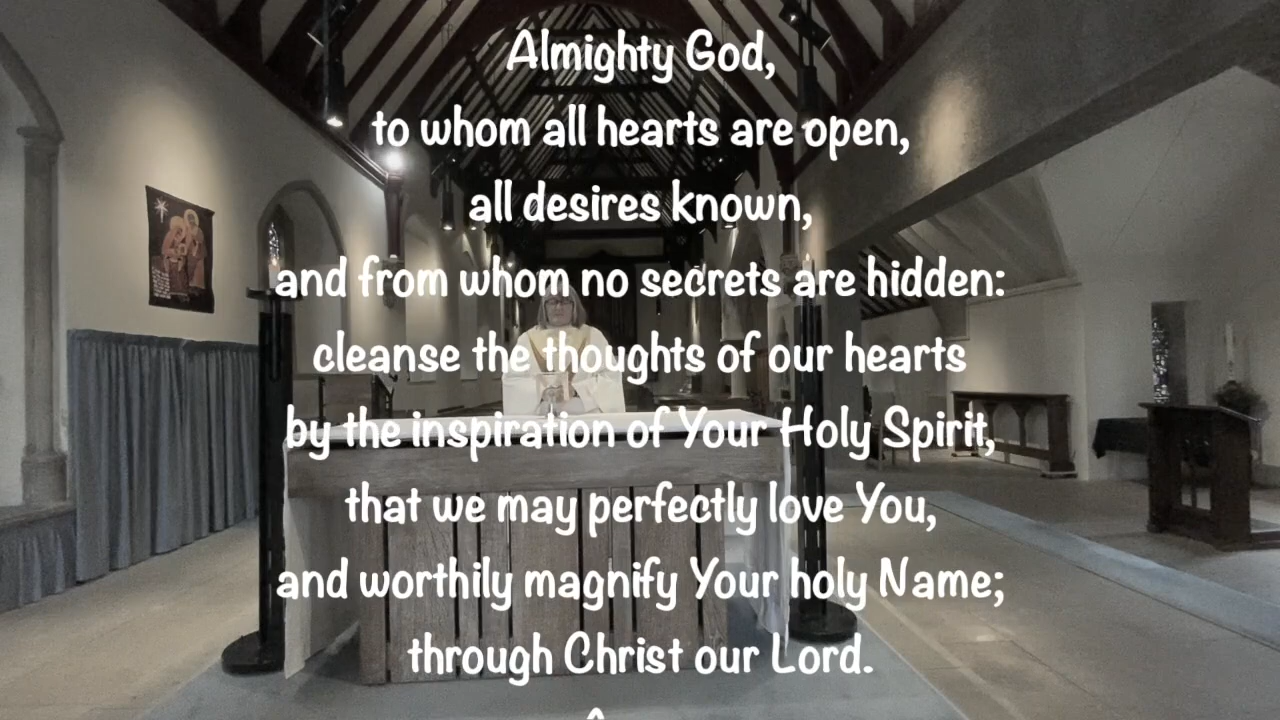 Almighty God,
to whom all hearts are open,
all desires known,
and from whom no secrets are hidden:
cleanse the thoughts of our hearts
by the inspiration of Your Holy Spirit,
that we may perfectly love You,
and worthily magnify Your holy Name;
through Christ our Lord.